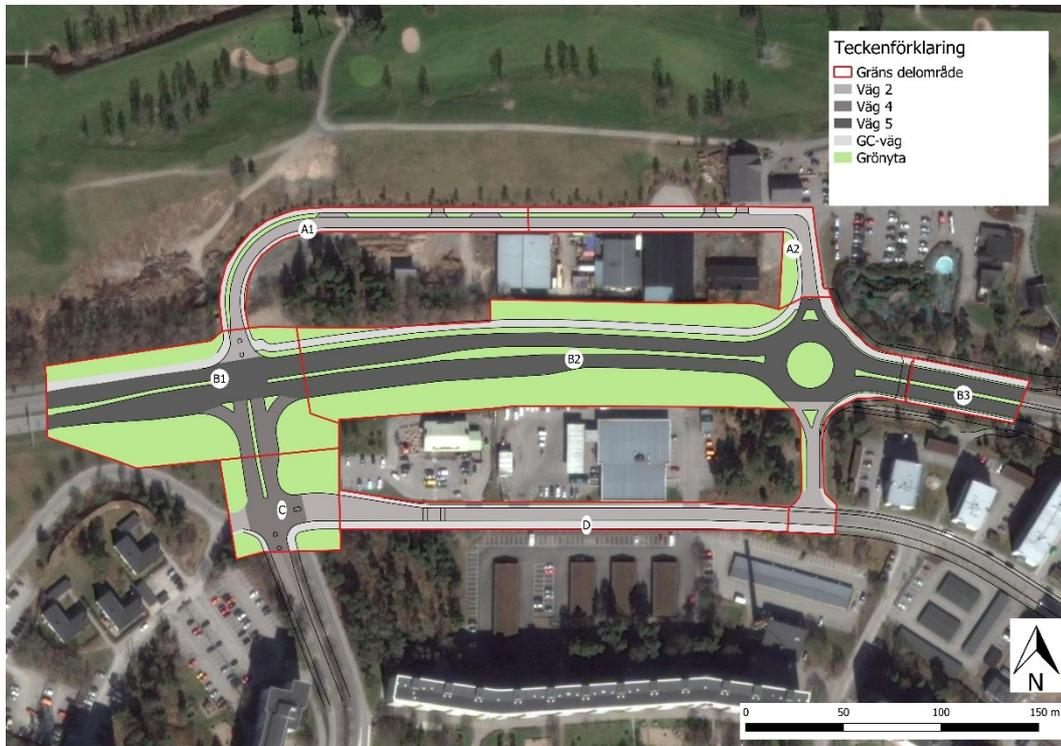 Teckenförklaring
Gräns delområde
Väg 2
Väg 4
Väg 5
GC-väg
Grönyta
A1
A2
B1
B2
B3
C
D
N
0 50 100 150 m